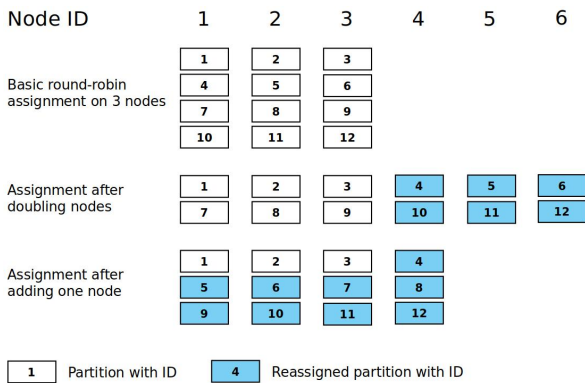 Node ID 1 2 3 4 5 6
1 2 3
Basic round-robin 4 5 6
assignment on 3 nodes
7 8 9
10 11 12
Assignment after 1 2 3 4 5 6
doubling nodes 7 8 9 10 11 12
1 2 3 4
Assignment after 5 6 7 8
adding one node 9 10 11 12
1 Partition with ID 4 Reassigned partition with ID